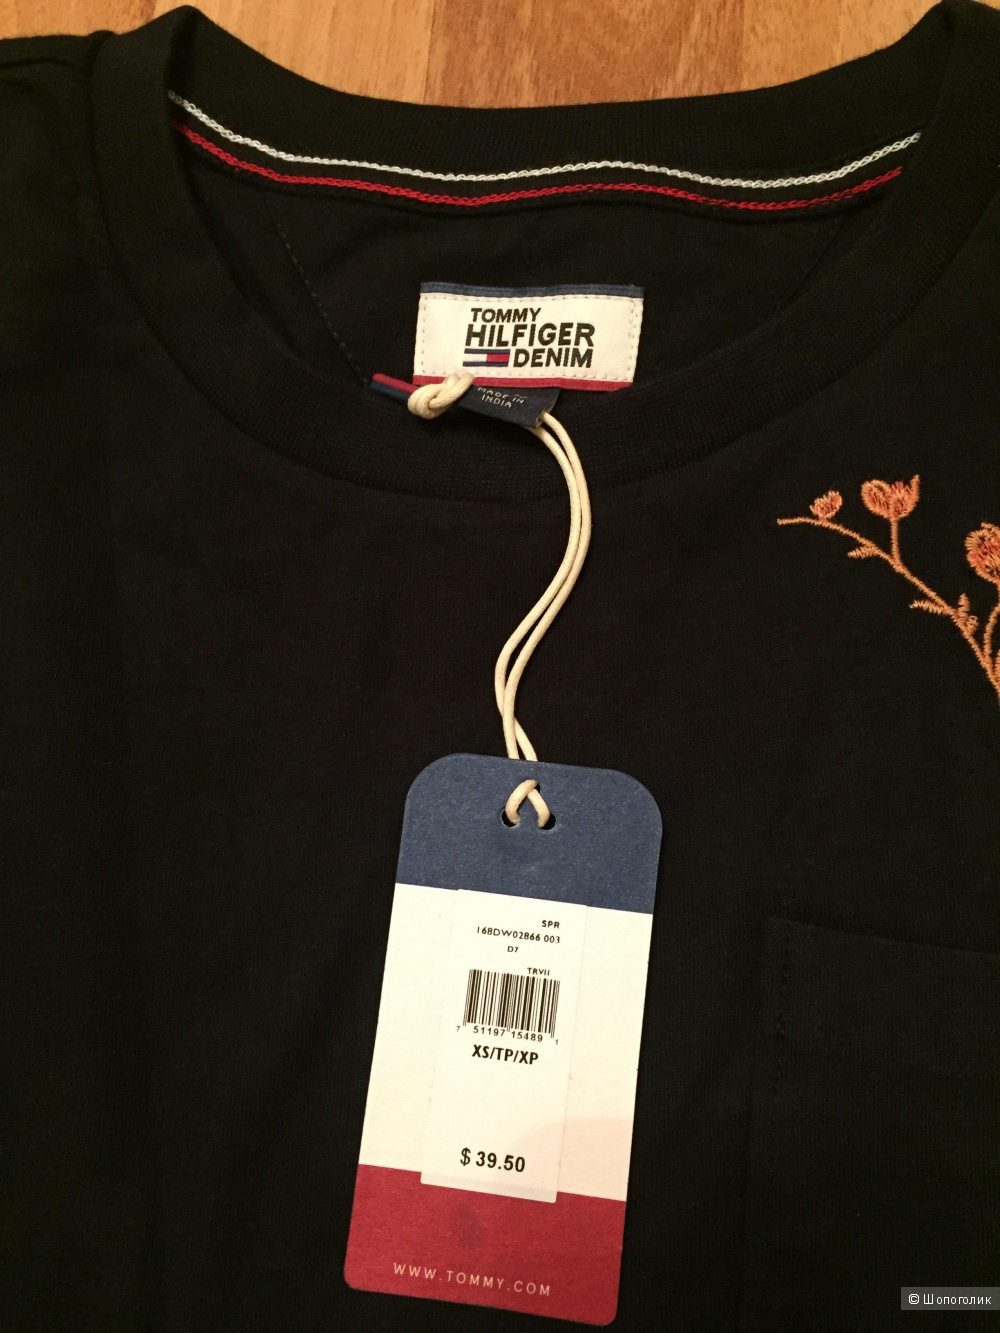 TOMMY
HILFIGER
DENIM
MADE IN
INDIA
SPR
168DW02866 003
D7
TRVII
7 51197 15489 1
XS/TP/XP
$ 39.50
WWW.TOMMY.COM
© Шопоголик